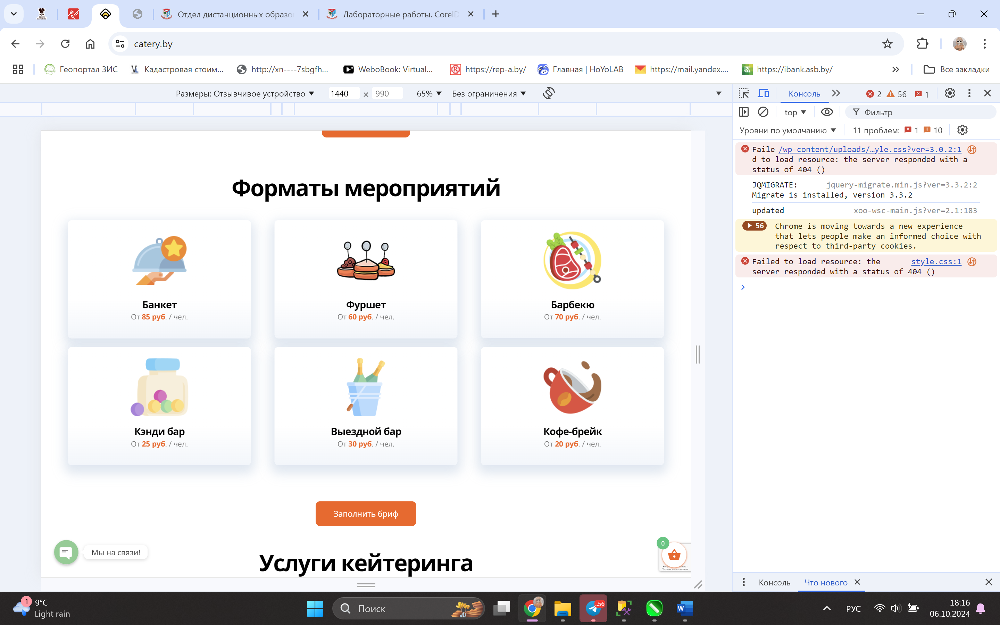 CHEFS
CATERING
Отдел дистанционных образо
Лабораторные работы. CorelD
catery.by
Геопортал ЗИС
Кадастровая стоим...
http://xn----7sbgfh...
WeboBook: Virtual...
https://rep-a.by/
Главная | HoYoLAB
https://mail.yandex....
https://ibank.asb.by/
Все закладки
Размеры: Отзывчивое устройство
1440 × 990
65%
Без ограничения
Консоль
2 56 1
top
Фильтр
Уровни по умолчанию
11 проблем: 1 10
Faile /wp-content/uploads/…yle.css?ver=3.0.2:1
d to load resource: the server responded with a
status of 404 ()
JQMIGRATE: jquery-migrate.min.js?ver=3.3.2:2
Migrate is installed, version 3.3.2
updated xoo-wsc-main.js?ver=2.1:183
56 Chrome is moving towards a new experience
that lets people make an informed choice with
respect to third-party cookies.
Failed to load resource: the style.css:1
server responded with a status of 404 ()
Форматы мероприятий
Банкет
От 85 руб. / чел.
Фуршет
От 60 руб. / чел.
Барбекю
От 70 руб. / чел.
Кэнди бар
От 25 руб. / чел.
Выездной бар
От 30 руб. / чел.
Кофе-брейк
От 20 руб. / чел.
Заполнить бриф
Мы на связи!
0
Условия использования
Услуги кейтеринга
Консоль
Что нового
1
9°C
Light rain
Поиск
..56
РУС
18:16
06.10.2024